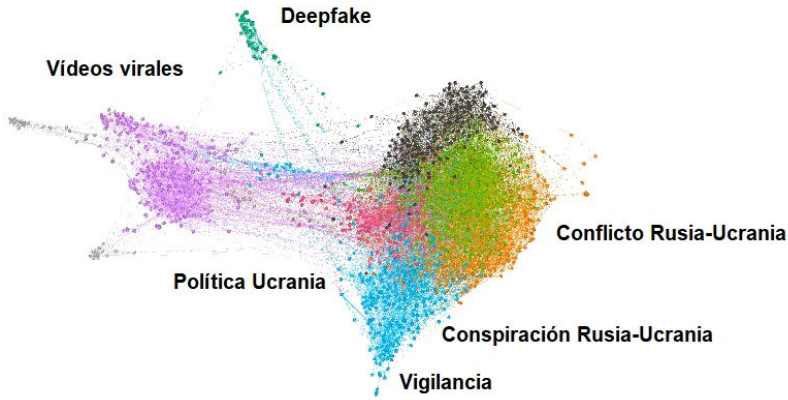 Deepfake
Vídeos virales
Conflicto Rusia-Ucrania
Política Ucrania
Conspiración Rusia-Ucrania
Vigilancia